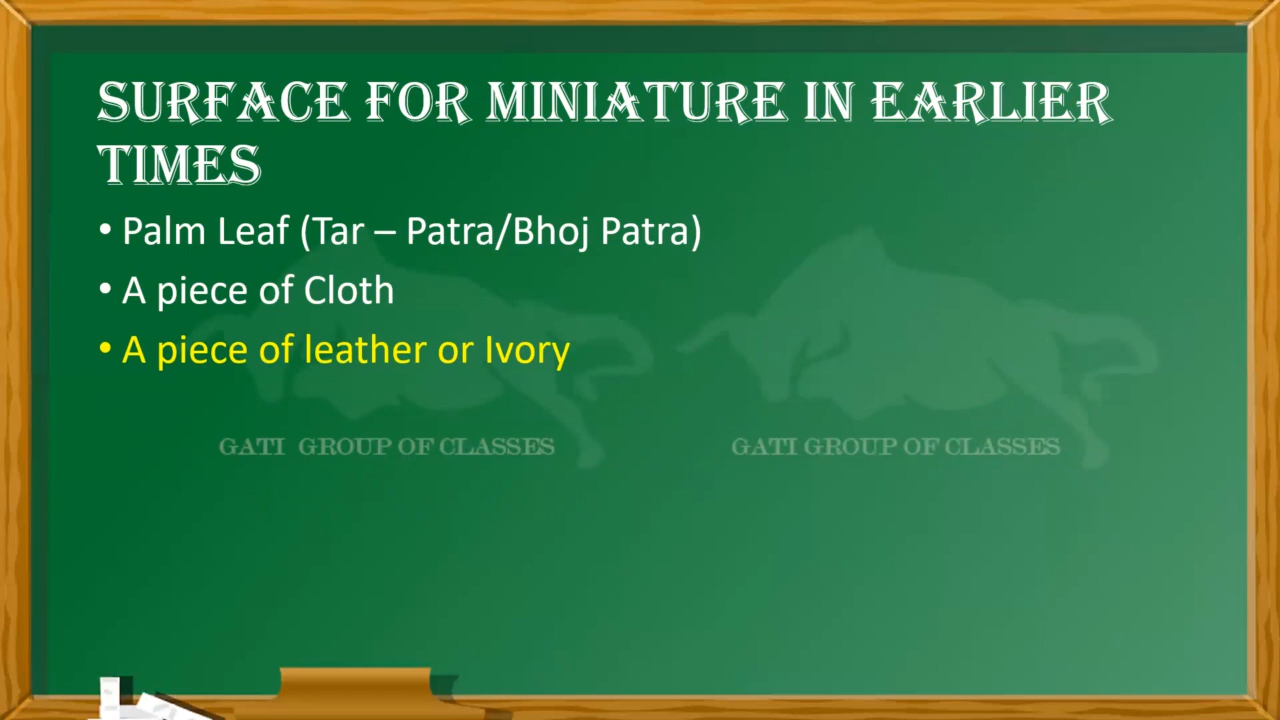 SURFACE FOR MINIATURE IN EARLIER
TIMES
• Palm Leaf (Tar – Patra/Bhoj Patra)
• A piece of Cloth
• A piece of leather or Ivory
GATI GROUP OF CLASSES
GATI GROUP OF CLASSES